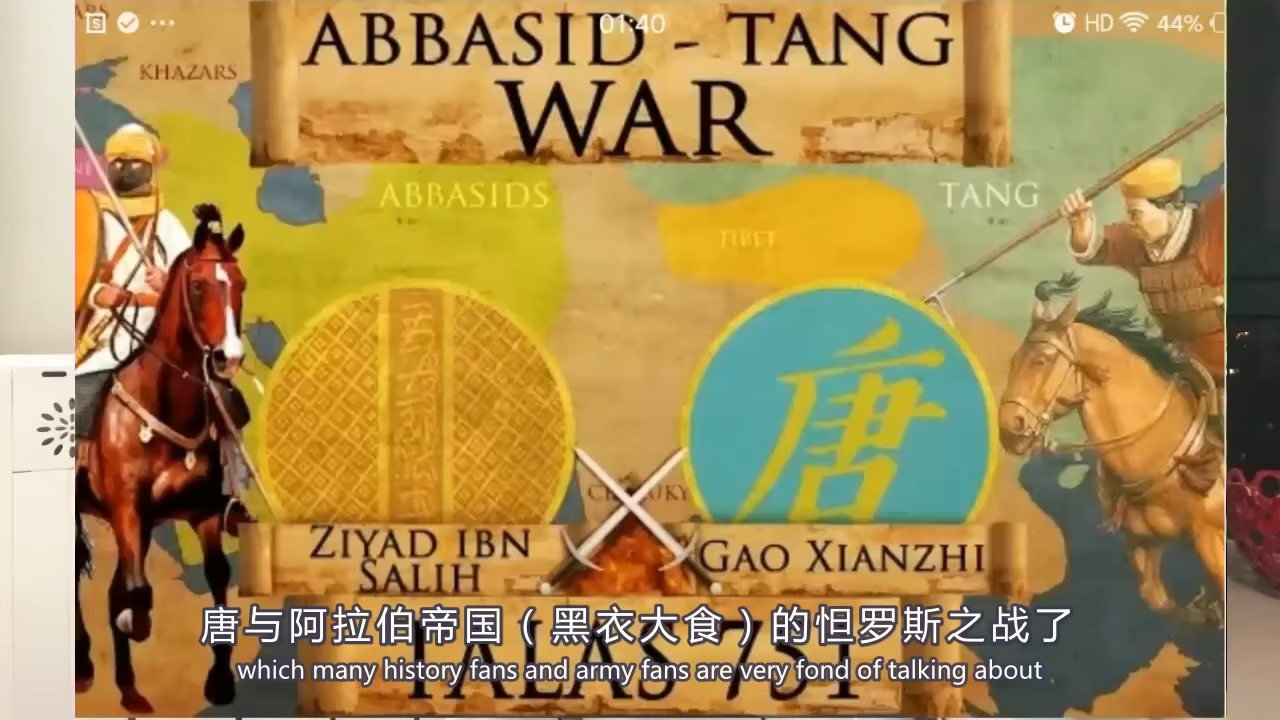 01:40
HD 44%
KHAZARS
ABBASID - TANG
WAR
ABBASIDS
TANG
TIBET
唐
ZIYAD IBN
SALIH
GAO XIANZHI
唐与阿拉伯帝国（黑衣大食）的怛罗斯之战了
which many history fans and army fans are very fond of talking about
TALAS 751